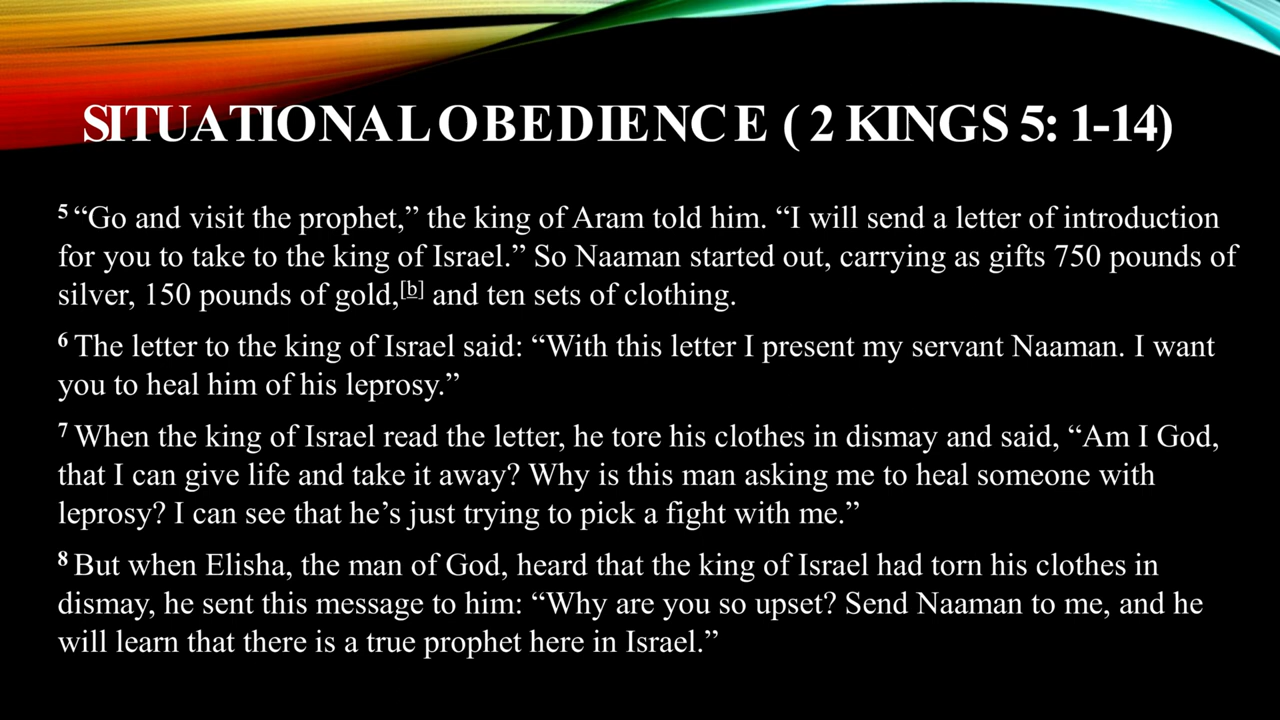 SITUATIONAL OBEDIENCE ( 2 KINGS 5: 1-14)
5 “Go and visit the prophet,” the king of Aram told him. “I will send a letter of introduction
for you to take to the king of Israel.” So Naaman started out, carrying as gifts 750 pounds of
silver, 150 pounds of gold,[b] and ten sets of clothing.
6 The letter to the king of Israel said: “With this letter I present my servant Naaman. I want
you to heal him of his leprosy.”
7 When the king of Israel read the letter, he tore his clothes in dismay and said, “Am I God,
that I can give life and take it away? Why is this man asking me to heal someone with
leprosy? I can see that he’s just trying to pick a fight with me.”
8 But when Elisha, the man of God, heard that the king of Israel had torn his clothes in
dismay, he sent this message to him: “Why are you so upset? Send Naaman to me, and he
will learn that there is a true prophet here in Israel.”